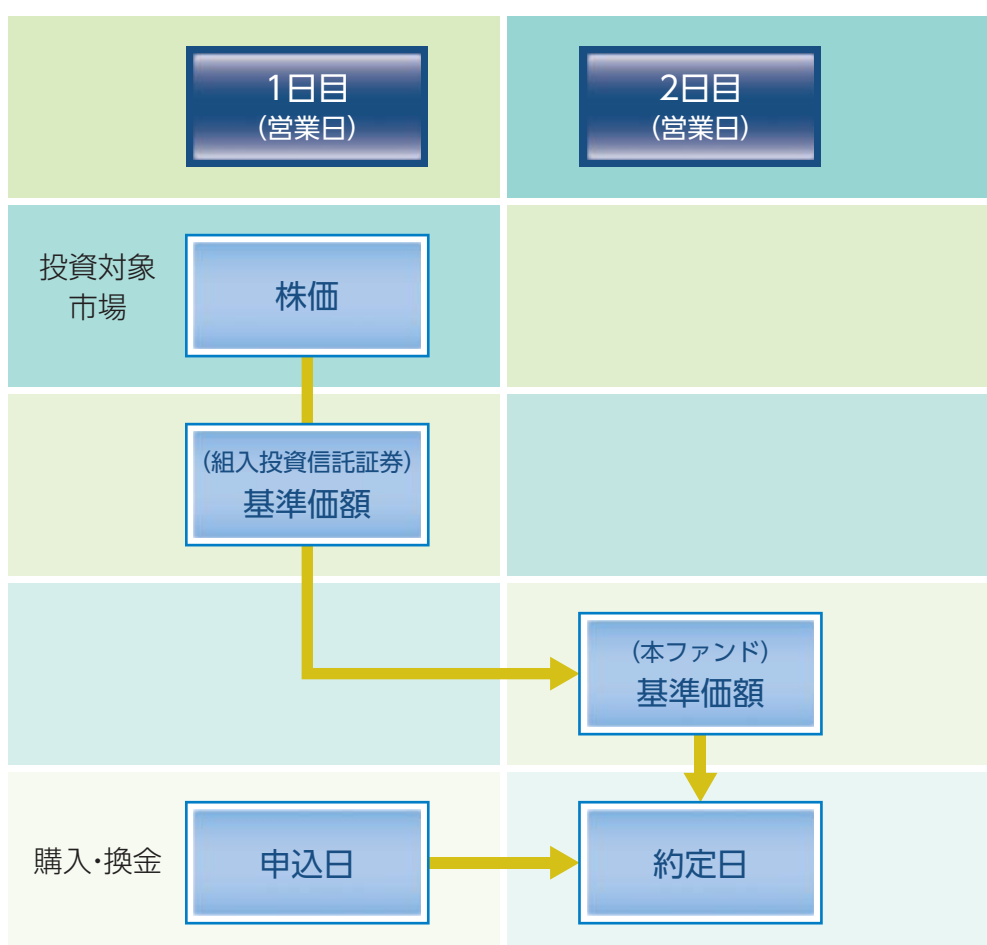 1日目
（営業日）
2日目
（営業日）
投資対象
市場
株価
（組入投資信託証券）
基準価額
（本ファンド）
基準価額
購入・換金
申込日
約定日